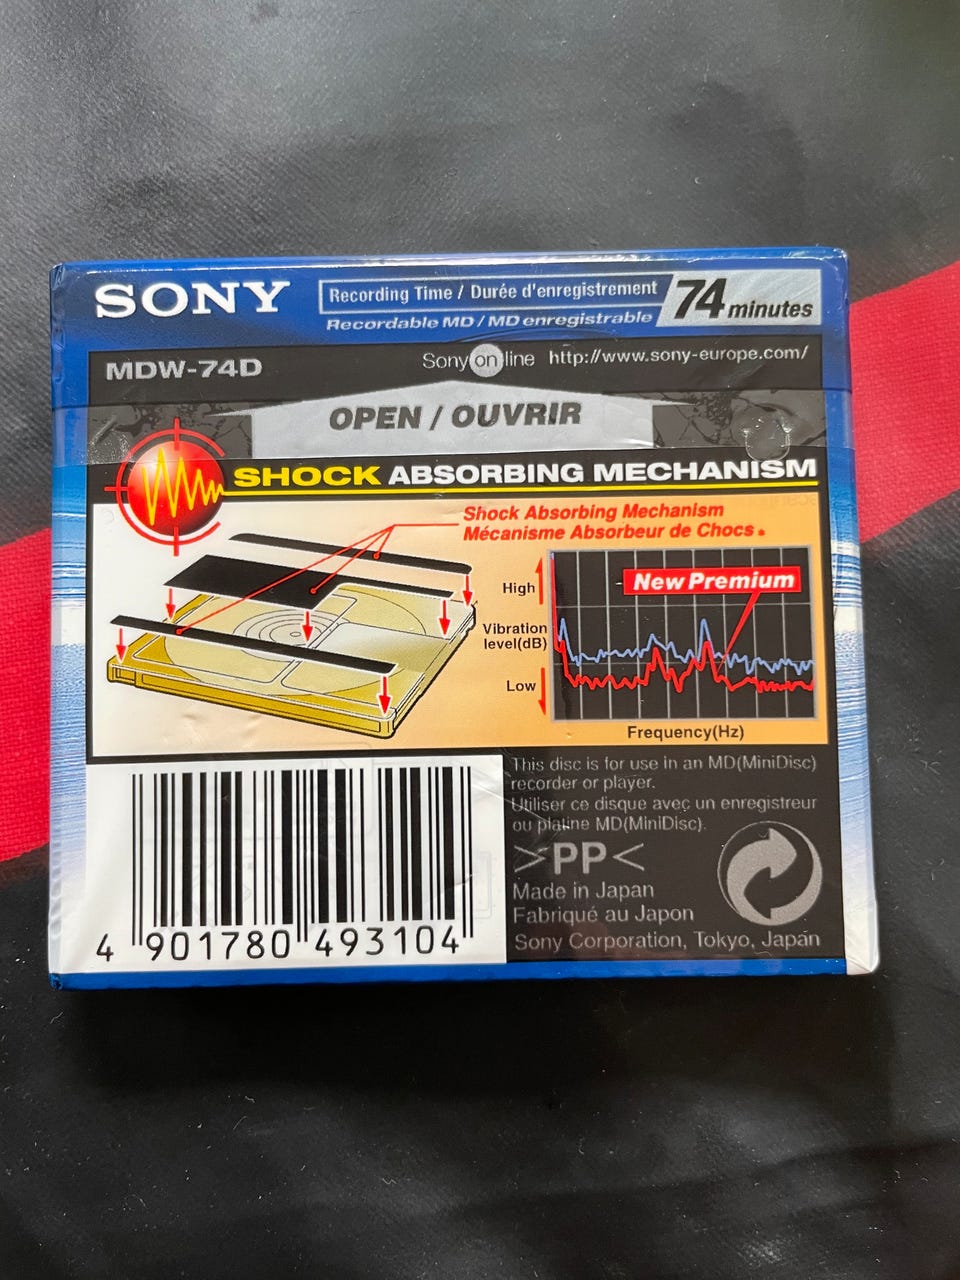 SONY
Recording Time / Durée d'enregistrement
74 minutes
Recordable MD / MD enregistrable
MDW-74D
Sony on line http://www.sony-europe.com/
OPEN / OUVRIR
SHOCK ABSORBING MECHANISM
Shock Absorbing Mechanism
Mécanisme Absorbeur de Chocs.
High
New Premium
Vibration
level(dB)
Low
Frequency(Hz)
This disc is for use in an MD(MiniDisc)
recorder or player.
Utiliser ce disque avec un enregistreur
ou platine MD(MiniDisc).
>PP<
Made in Japan
Fabriqué au Japon
Sony Corporation, Tokyo, Japan
4 901780 493104